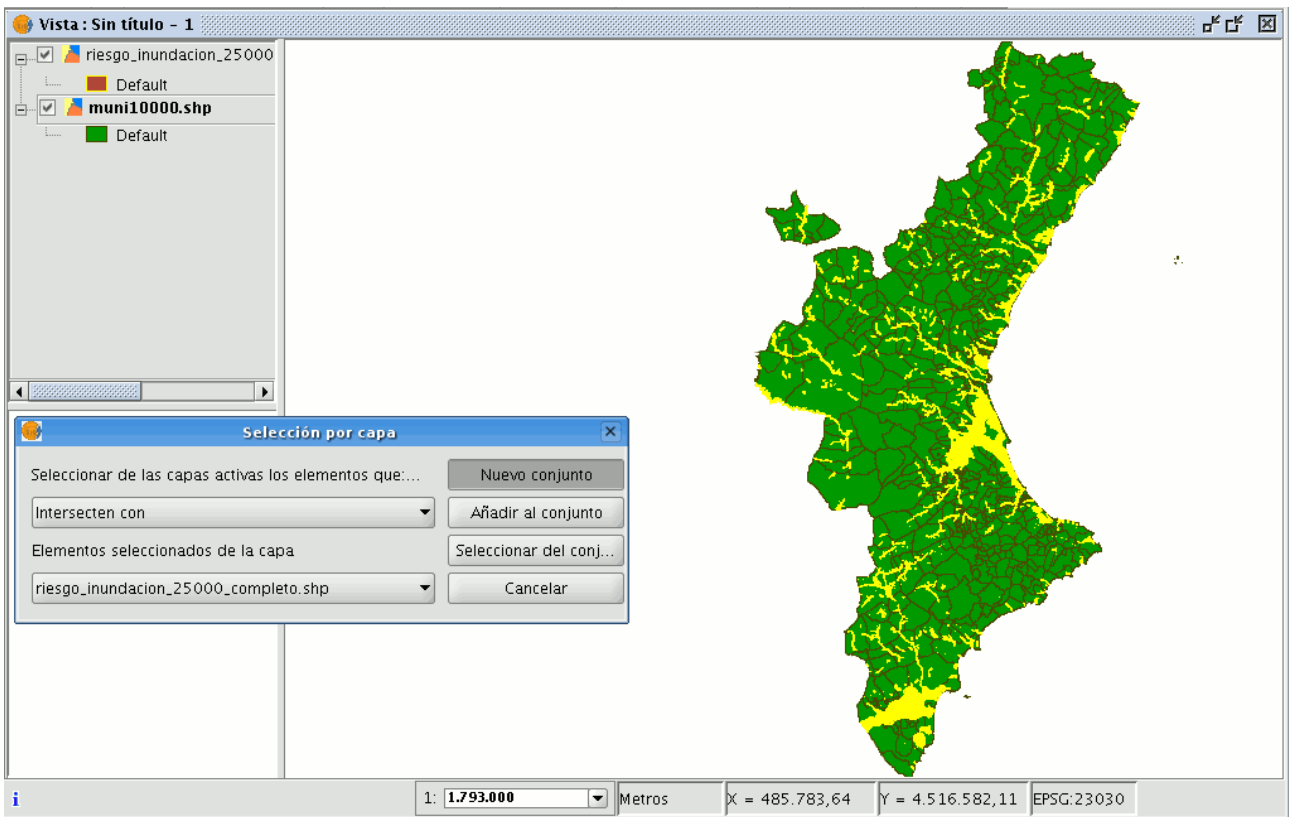 Vista : Sin título - 1
riesgo_inundacion_25000
Default
muni10000.shp
Default
Selección por capa
Seleccionar de las capas activas los elementos que:...
Nuevo conjunto
Intersecten con
Añadir al conjunto
Elementos seleccionados de la capa
Seleccionar del conj...
riesgo_inundacion_25000_completo.shp
Cancelar
i
1: 1.793.000
Metros
X = 485.783,64
Y = 4.516.582,11
EPSG:23030